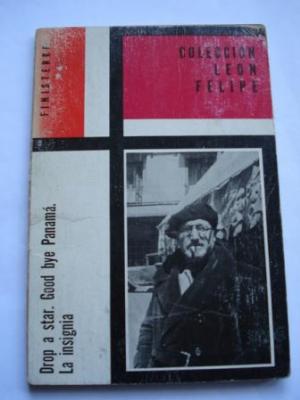 FINISTERRE
COLECCION
LEON
FELIPE
Drop a star. Good bye Panamá.
La insignia